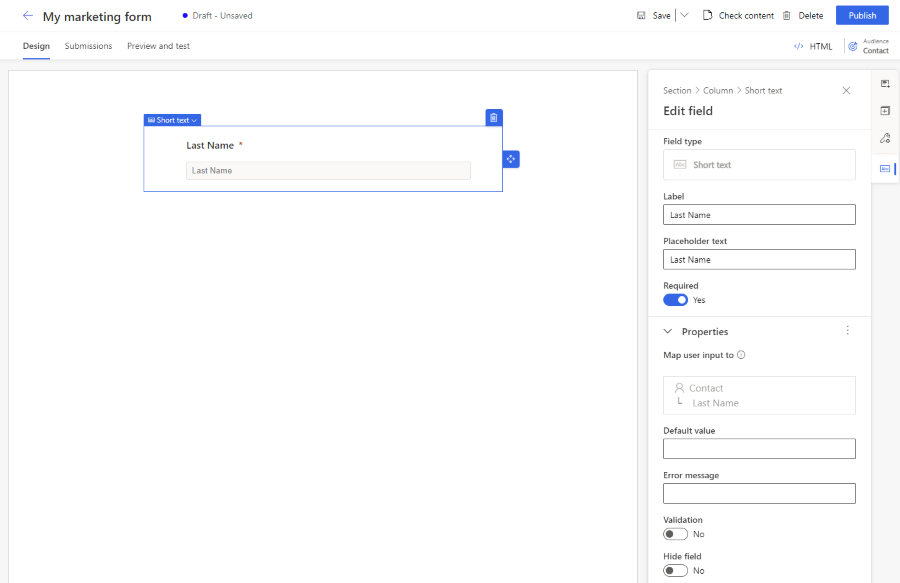 My marketing form
Draft - Unsaved
Save
Check content
Delete
Publish
Design
Submissions
Preview and test
HTML
Audience
Contact
Short text
Last Name *
Last Name
Section > Column > Short text
Edit field
Field type
Abc Short text
Label
Last Name
Placeholder text
Last Name
Required
Yes
Properties
Map user input to
Contact
Last Name
Default value
Error message
Validation
No
Hide field
No